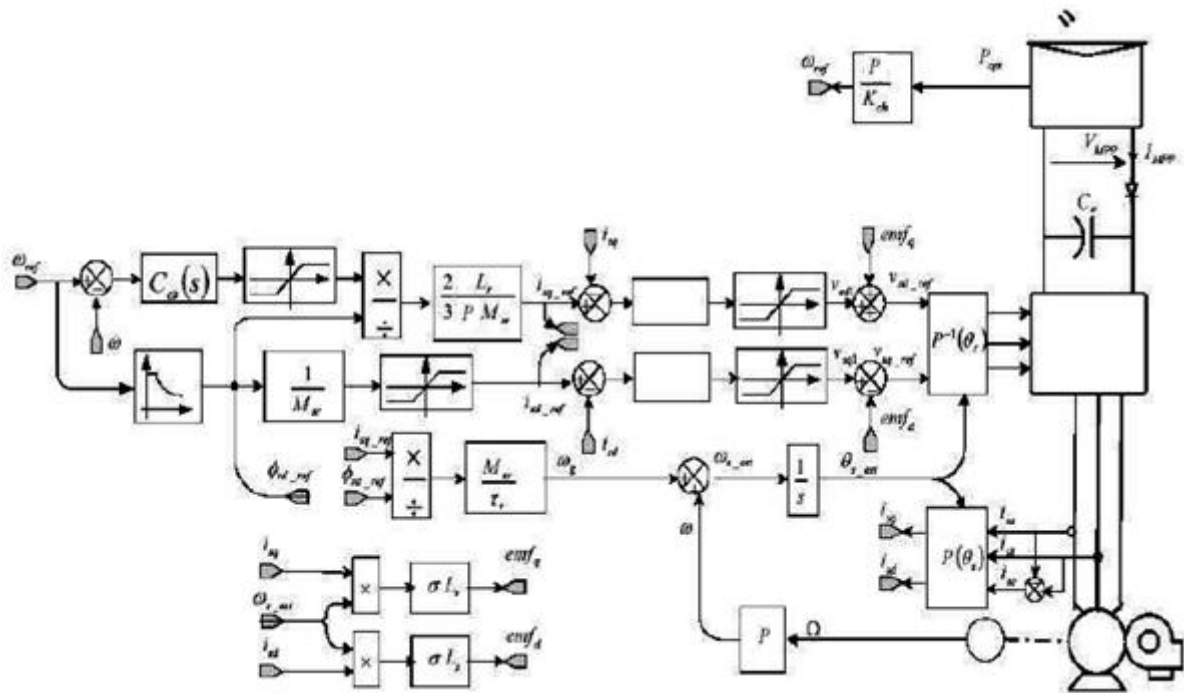 P_opt
ω_ref
P
K_ch
V_Mpp
I_Mpp
C_e
i_sq
emf_q
ω_ref
C_ω(s)
×
÷
2 L_r
3 P M_sr
i_sq_ref
v_sd_ref
ω
P⁻¹(θ_s)
1
M_sr
v_sq1
v_sq_ref
i_sd_ref
i_sd
emf_d
i_sq_ref
ϕ_rd_ref
ϕ_rd_ref
×
÷
M_sr
τ_r
ω_g
ω_s_est
1
s
θ_s_est
i_sq
i_sd
P(θ_s)
i_sa
i_sb
i_sc
ω
i_sq
×
σ L_s
emf_q
ω_s_est
i_sd
×
σ L_s
emf_d
P
Ω